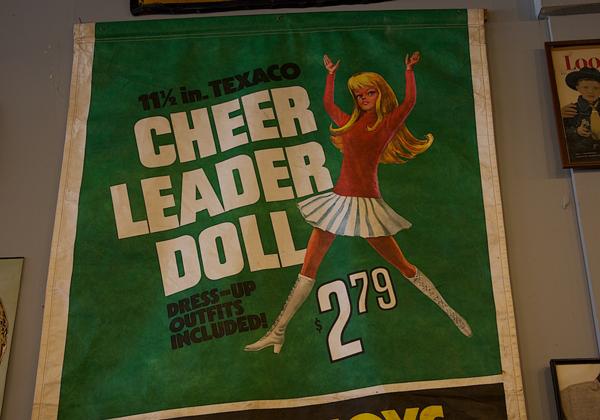 11½ in. TEXACO
CHEER
LEADER
DOLL
DRESS-UP
OUTFITS
INCLUDED!
$2.79